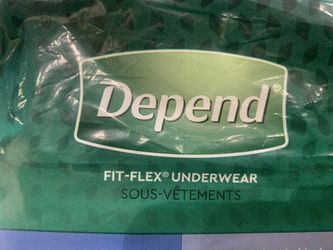 Depend®
FIT-FLEX® UNDERWEAR
SOUS-VÊTEMENTS